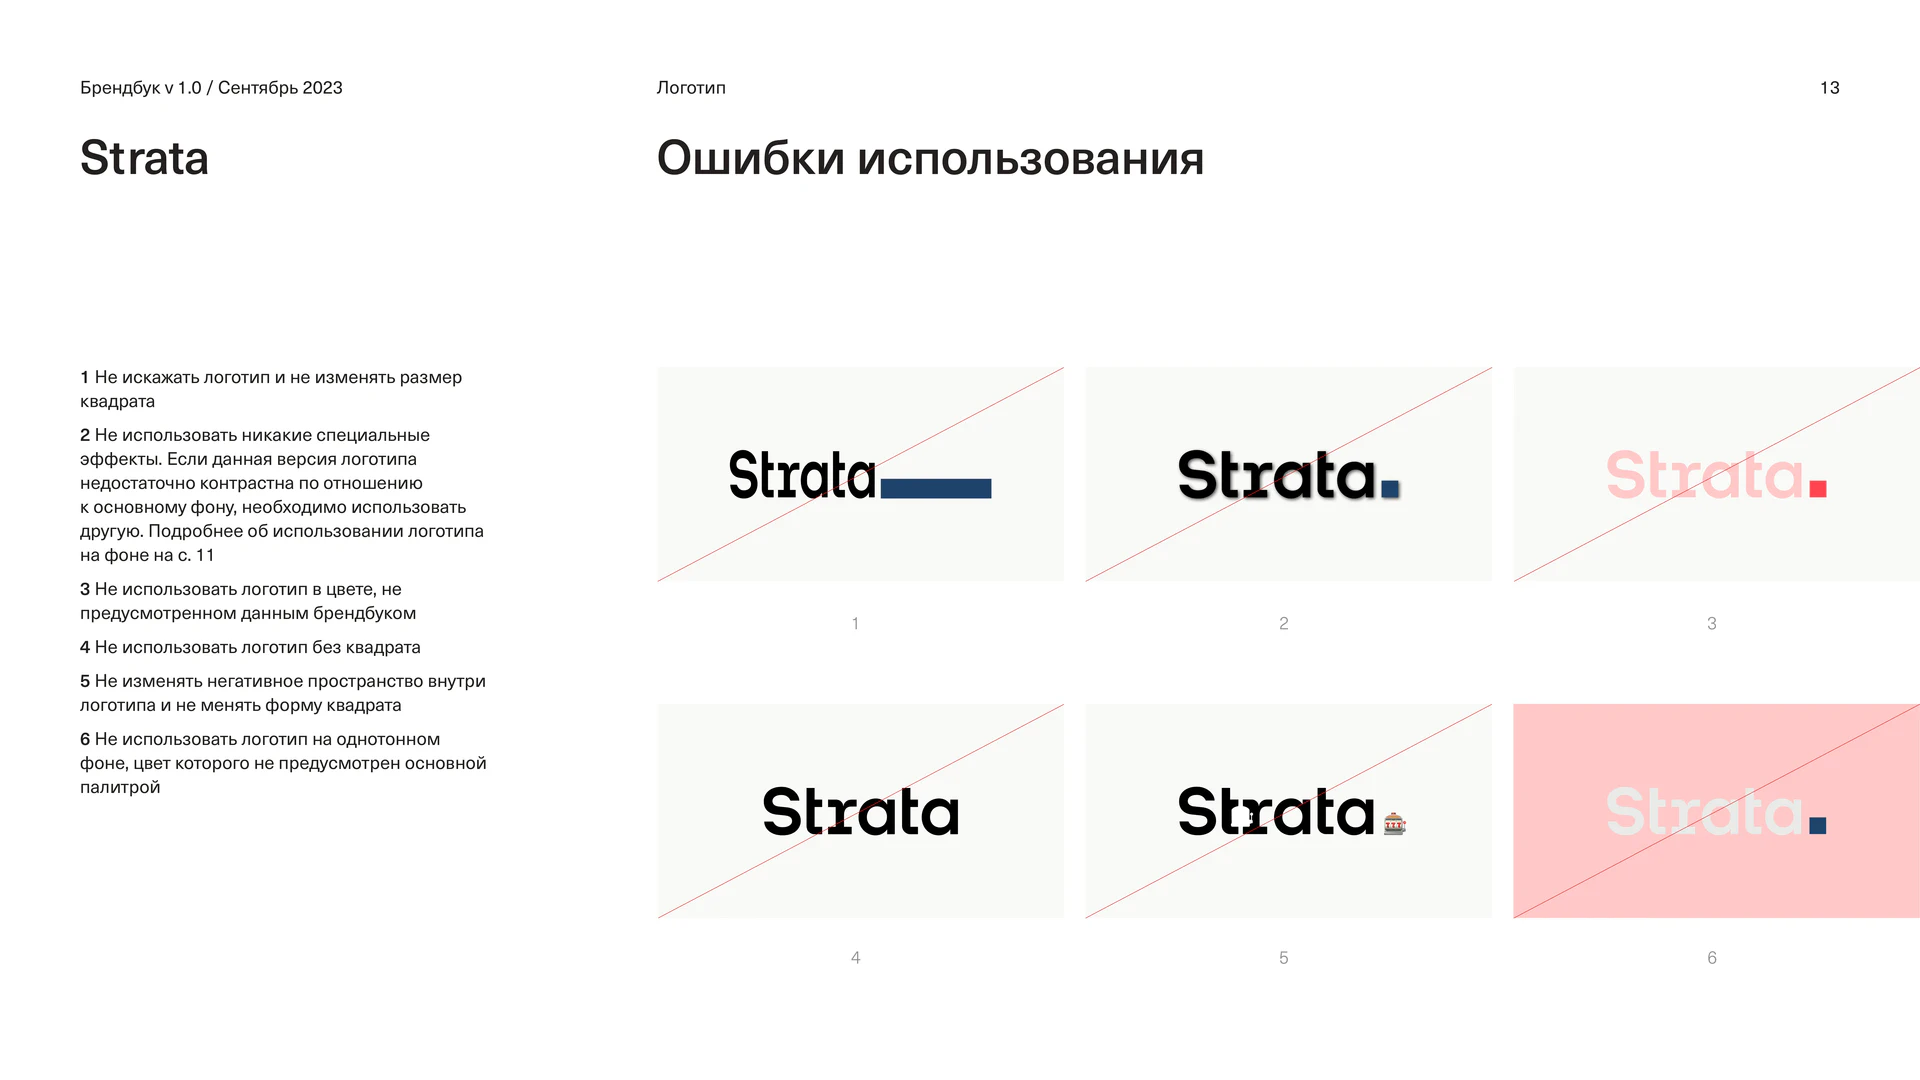 Брендбук v 1.0 / Сентябрь 2023
Логотип
13
Strata
Ошибки использования
1 Не искажать логотип и не изменять размер
квадрата
2 Не использовать никакие специальные
эффекты. Если данная версия логотипа
недостаточно контрастна по отношению
к основному фону, необходимо использовать
другую. Подробнее об использовании логотипа
на фоне на с. 11
3 Не использовать логотип в цвете, не
предусмотренном данным брендбуком
4 Не использовать логотип без квадрата
5 Не изменять негативное пространство внутри
логотипа и не менять форму квадрата
6 Не использовать логотип на однотонном
фоне, цвет которого не предусмотрен основной
палитрой
Strata
Strata
Strata
1
2
3
Strata
Strata
Strata
4
5
6